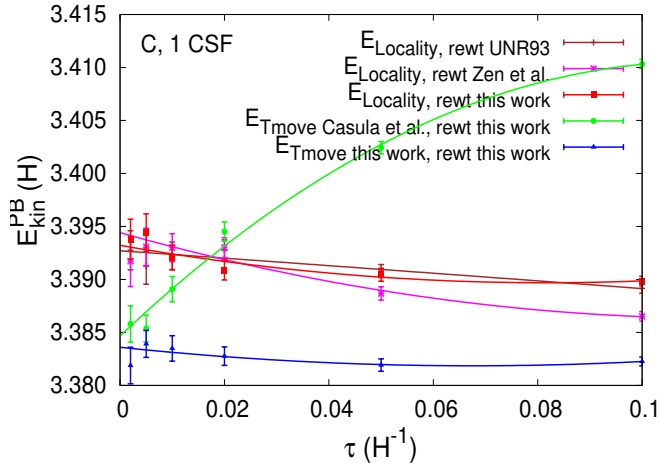 C, 1 CSF
E_Locality, rewt UNR93
E_Locality, rewt Zen et al.
E_Locality, rewt this work
E_Tmove Casula et al., rewt this work
E_Tmove this work, rewt this work
3.415
3.410
3.405
3.400
3.395
3.390
3.385
3.380
E_kin^PB (H)
0 0.02 0.04 0.06 0.08 0.1
τ (H^-1)